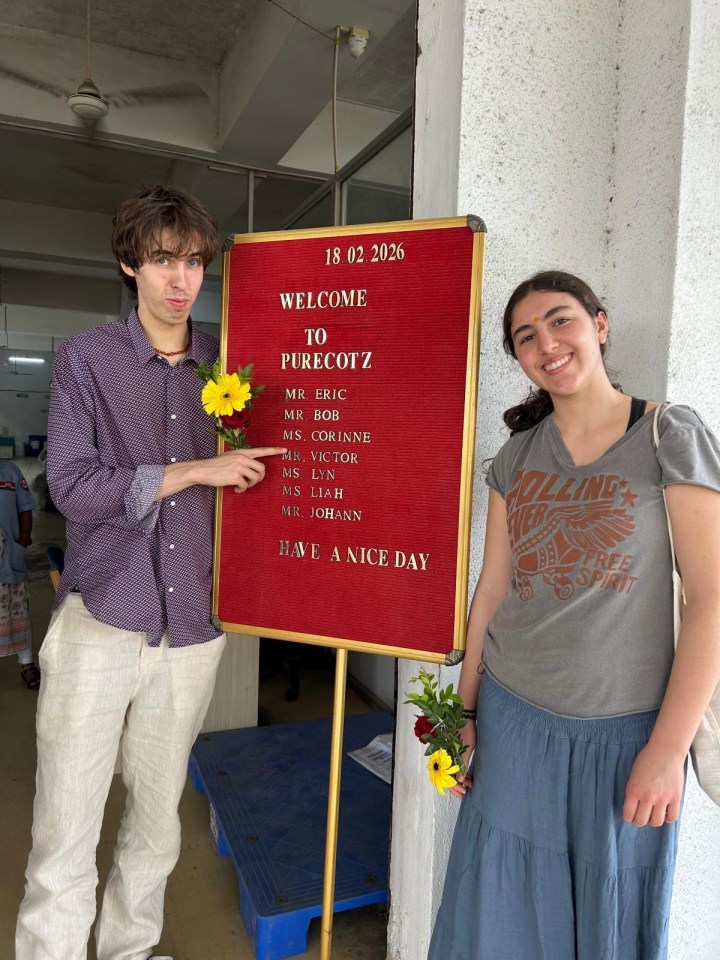 18.02.2026
WELCOME
TO
PURECOTZ
MR. ERIC
MR. BOB
MS. CORINNE
MR. VICTOR
MS. LYN
MS. LIAH
MR. JOHANN
HAVE A NICE DAY
ROLLING
EVER
FREE
SPIRIT